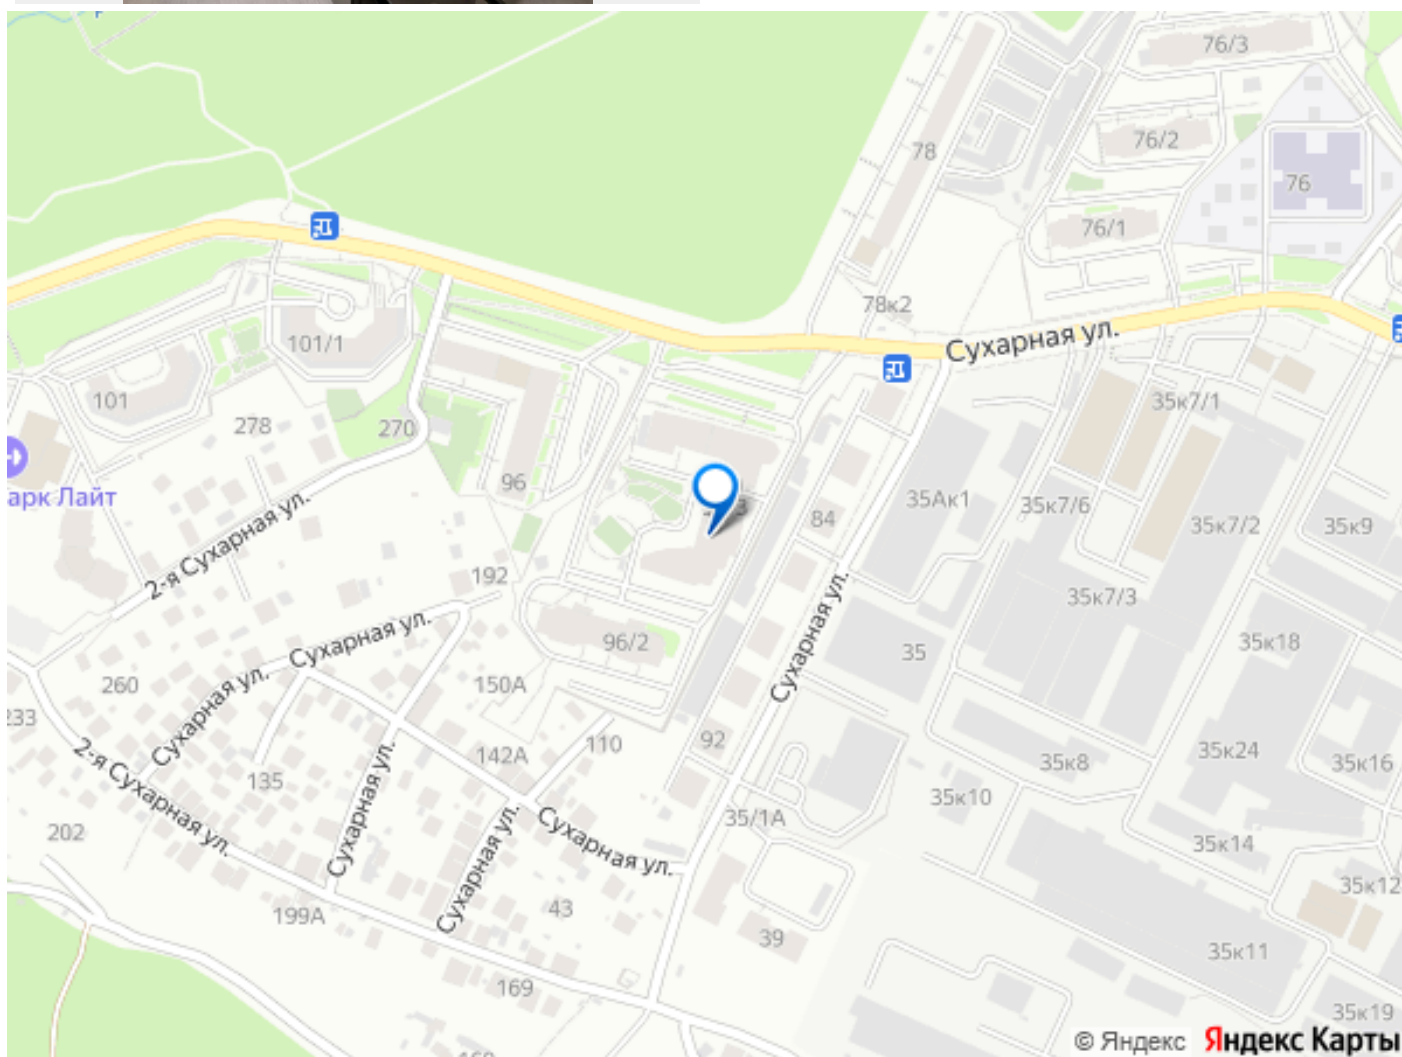 76/3
76/2
78
76
76/1
78к2
Сухарная ул.
101/1
101
35к7/1
278
270
96
арк Лайт
35Ак1
35к7/6
84
35к7/2
35к9
2-я Сухарная ул.
192
35к7/3
Сухарная ул.
96/2
Сухарная ул.
35
35к18
260
150А
Сухарная ул.
233
92
110
142А
35к24
35к8
35к16
135
2-я Сухарная ул.
Сухарная ул.
35к10
202
35/1А
Сухарная ул.
Сухарная ул.
35к14
35к12
199А
43
39
35к11
169
35к19
© Яндекс
Яндекс Карты